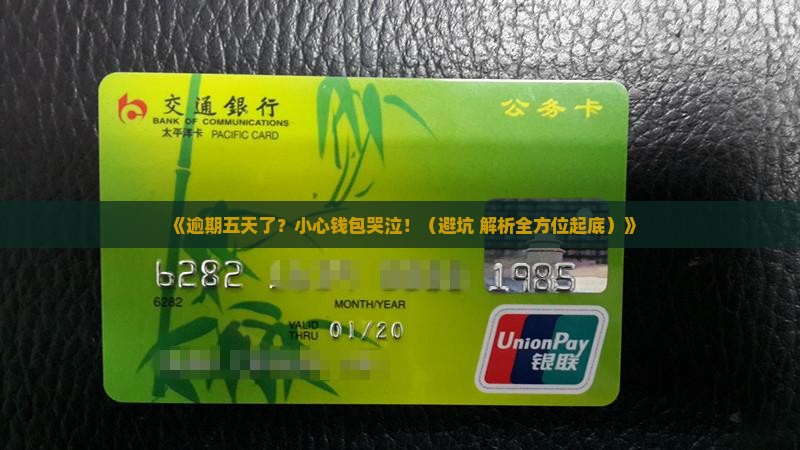 交通銀行
BANK OF COMMUNICATIONS
太平洋卡 PACIFIC CARD
公务卡
《逾期五天了？小心钱包哭泣！（避坑 解析全方位起底）》
6282 1985
6282
MONTH/YEAR
VALID THRU 01/20
UnionPay
银联